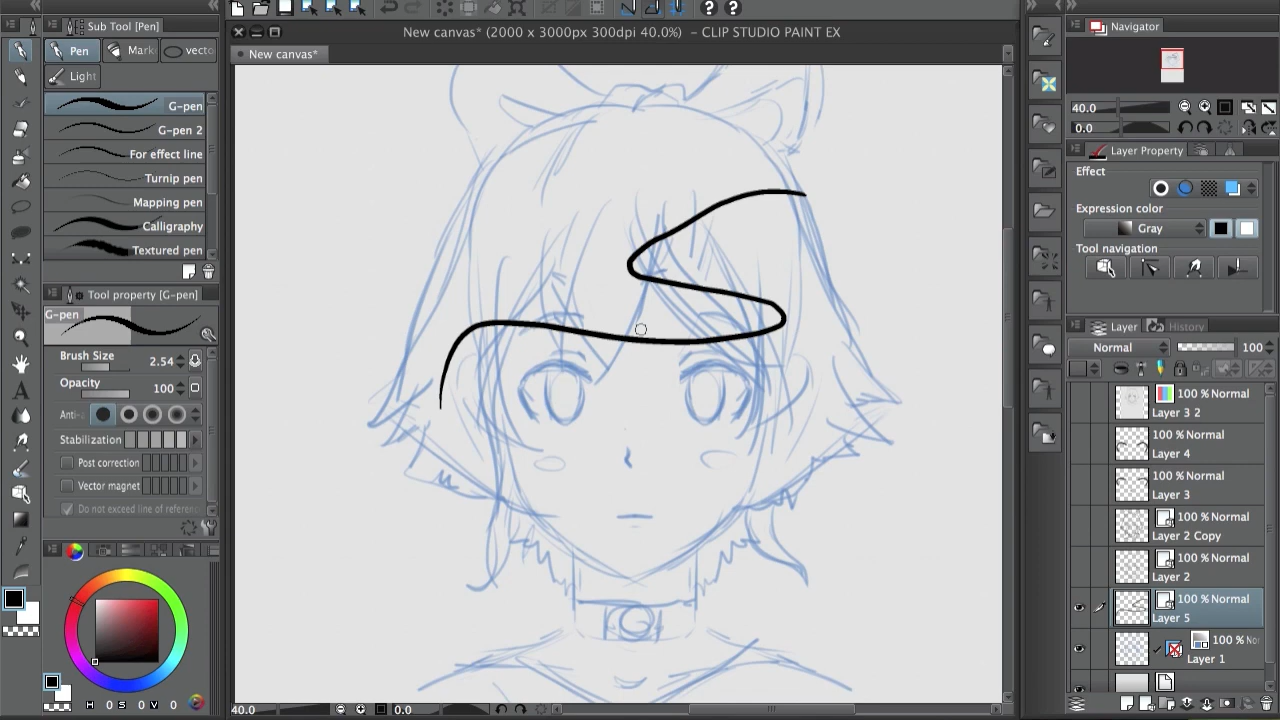 Sub Tool [Pen]
Pen
Mark
vecto
Light
G-pen
G-pen 2
For effect line
Turnip pen
Mapping pen
Calligraphy
Textured pen
Tool property [G-pen]
G-pen
Brush Size
2.54
Opacity
100
Anti-
Stabilization
Post correction
Vector magnet
Do not exceed line of referen
H 0 S 0 V 0
New canvas* (2000 x 3000px 300dpi 40.0%) - CLIP STUDIO PAINT EX
New canvas*
40.0
0.0
Navigator
40.0
0.0
Layer Property
Effect
Expression color
Gray
Tool navigation
Layer
History
Normal
100
100 % Normal
Layer 3 2
100 % Normal
Layer 4
100 % Normal
Layer 3
100 % Normal
Layer 2 Copy
100 % Normal
Layer 2
100 % Normal
Layer 5
100 % No
Layer 1